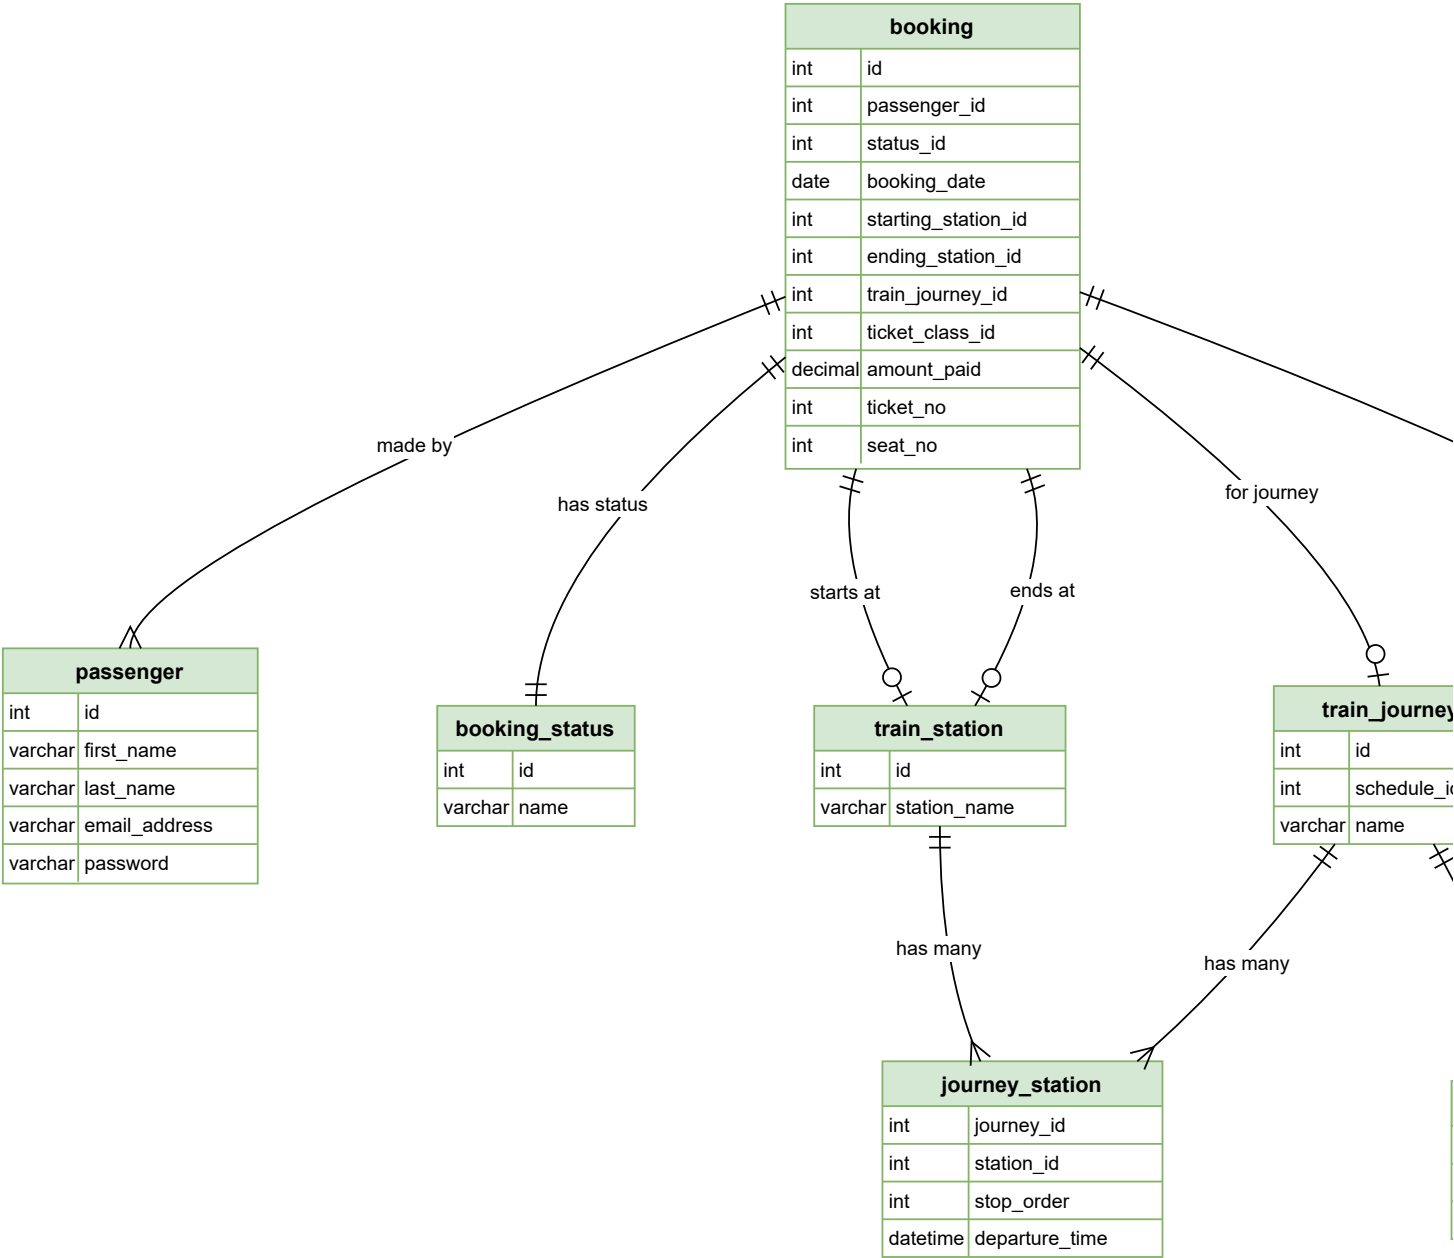 booking
int id
int passenger_id
int status_id
date booking_date
int starting_station_id
int ending_station_id
int train_journey_id
int ticket_class_id
decimal amount_paid
int ticket_no
int seat_no
made by
has status
starts at
ends at
for journey
passenger
int id
varchar first_name
varchar last_name
varchar email_address
varchar password
booking_status
int id
varchar name
train_station
int id
varchar station_name
train_journey
int id
int schedule_id
varchar name
has many
has many
journey_station
int journey_id
int station_id
int stop_order
datetime departure_time